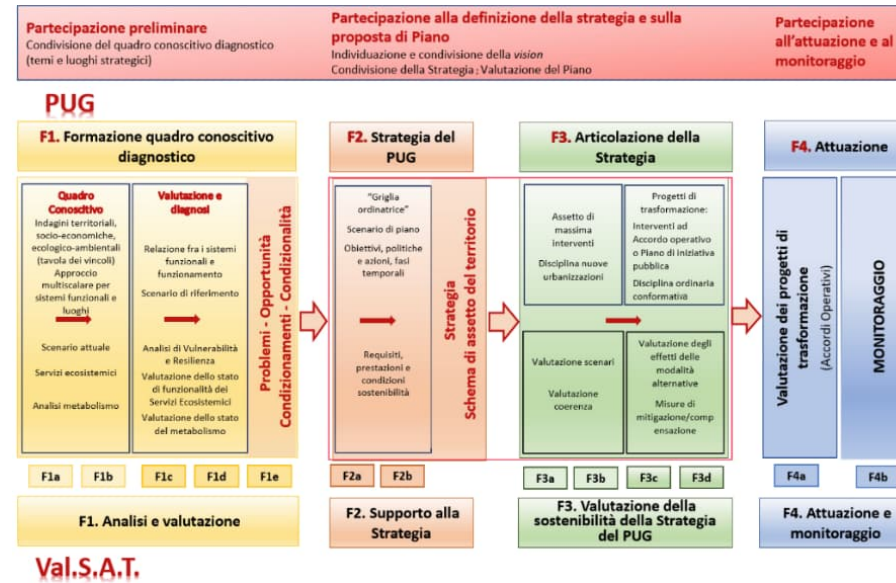 Partecipazione preliminare
Condivisione del quadro conoscitivo diagnostico
(temi e luoghi strategici)
Partecipazione alla definizione della strategia e sulla
proposta di Piano
Individuazione e condivisione della vision
Condivisione della Strategia ; Valutazione del Piano
Partecipazione
all'attuazione e al
monitoraggio
PUG
F1. Formazione quadro conoscitivo
diagnostico
F2. Strategia del
PUG
F3. Articolazione della
Strategia
F4. Attuazione
Quadro
Conoscitivo
Indagini territoriali,
socio-economiche,
ecologico-ambientali
(tavola dei vincoli)
Approccio
multiscalare per
sistemi funzionali e
luoghi
Scenario attuale
Servizi ecosistemici
Analisi metabolismo
Valutazione e
diagnosi
Relazione fra i sistemi
funzionali e
funzionamento
Scenario di riferimento
Analisi di Vulnerabilità
e Resilienza
Valutazione dello stato
di funzionalità dei
Servizi Ecosistemici
Valutazione dello stato
del metabolismo
Problemi - Opportunità
Condizionamenti - Condizionalità
"Griglia
ordinatrice"
Scenario di piano
Obiettivi, politiche
e azioni, fasi
temporali
Requisiti,
prestazioni e
condizioni
sostenibilità
Strategia
Schema di assetto del territorio
Assetto di
massima
interventi
Disciplina nuove
urbanizzazioni
Valutazione scenari
Valutazione
coerenza
Progetti di
trasformazione:
Interventi ad
Accordo operativo
o Piano di iniziativa
pubblica
Disciplina ordinaria
conformativa
Valutazione degli
effetti delle
modalità
alternative
Misure di
mitigazione/comp
ensazione
Valutazione dei progetti di
trasformazione
(Accordi Operativi)
MONITORAGGIO
F1a
F1b
F1c
F1d
F1e
F2a
F2b
F3a
F3b
F3c
F3d
F4a
F4b
F1. Analisi e valutazione
F2. Supporto alla
Strategia
F3. Valutazione della
sostenibilità della Strategia
del PUG
F4. Attuazione e
monitoraggio
Val.S.A.T.